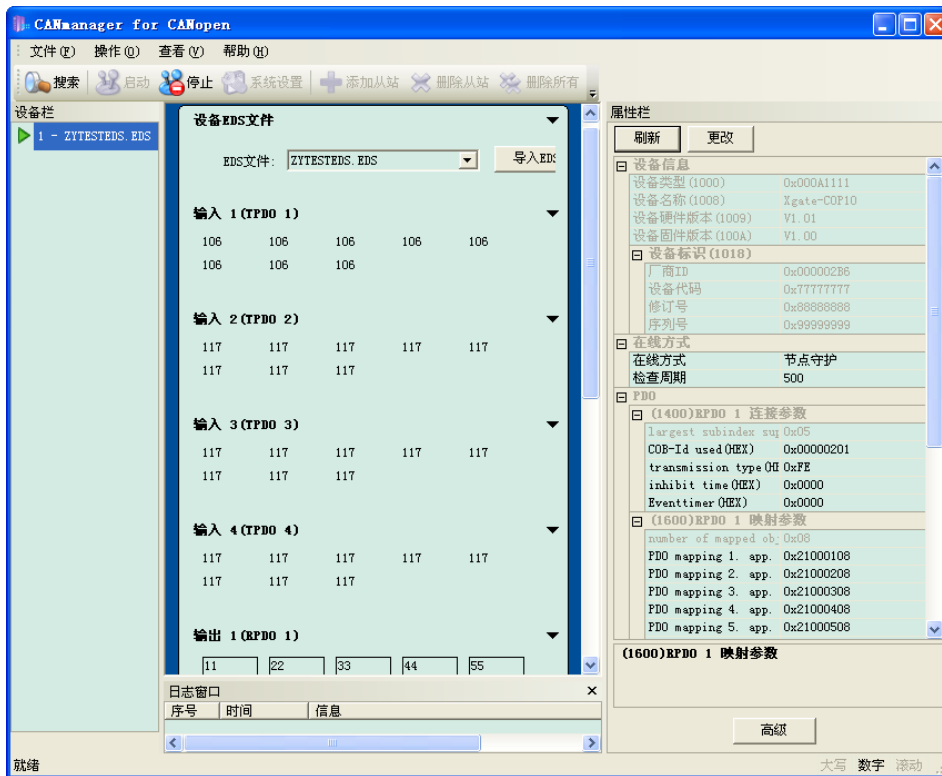 CANmanager for CANopen
文件(F) 操作(O) 查看(V) 帮助(H)
搜索 启动 停止 系统设置 添加从站 删除从站 删除所有
设备栏
1 - ZYTESTEDS.EDS
设备EDS文件
EDS文件: ZYTESTEDS.EDS 导入EDS
输入 1(TPDO 1)
106 106 106 106 106
106 106 106
输入 2(TPDO 2)
117 117 117 117 117
117 117 117
输入 3(TPDO 3)
117 117 117 117 117
117 117 117
输入 4(TPDO 4)
117 117 117 117 117
117 117 117
输出 1(RPDO 1)
11 22 33 44 55
日志窗口
序号 时间 信息
属性栏
刷新 更改
设备信息
设备类型(1000) 0x000A1111
设备名称(1008) Xgate-COP10
设备硬件版本(1009) V1.01
设备固件版本(100A) V1.00
设备标识(1018)
厂商ID 0x000002B6
设备代码 0x77777777
修订号 0x88888888
序列号 0x99999999
在线方式
在线方式 节点守护
检查周期 500
PDO
(1400)RPDO 1 连接参数
largest subindex sup 0x05
COB-Id used(HEX) 0x00000201
transmission type(HE 0xFE
inhibit time(HEX) 0x0000
Eventtimer(HEX) 0x0000
(1600)RPDO 1 映射参数
number of mapped obj 0x08
PDO mapping 1. app. 0x21000108
PDO mapping 2. app. 0x21000208
PDO mapping 3. app. 0x21000308
PDO mapping 4. app. 0x21000408
PDO mapping 5. app. 0x21000508
(1600)RPDO 1 映射参数
高级
就绪
大写 数字 滚动